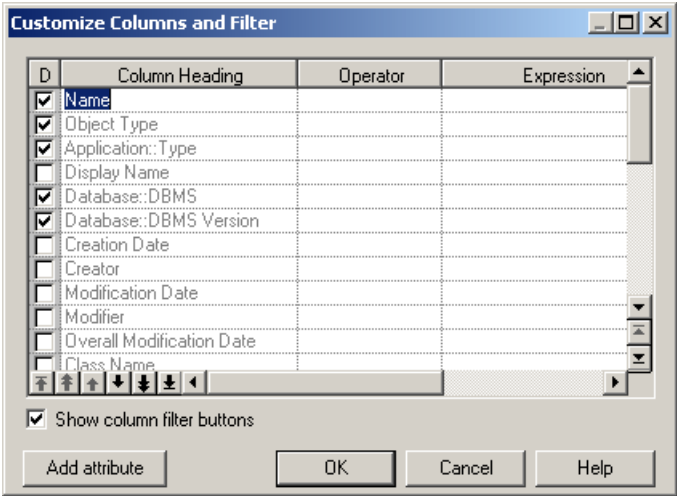 Customize Columns and Filter
D Column Heading Operator Expression
Name
Object Type
Application::Type
Display Name
Database::DBMS
Database::DBMS Version
Creation Date
Creator
Modification Date
Modifier
Overall Modification Date
Class Name
Show column filter buttons
Add attribute OK Cancel Help